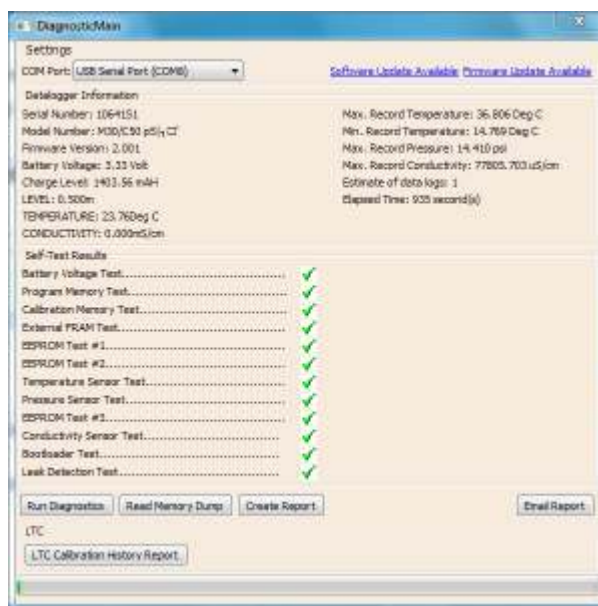 DiagnosticMain
Settings
COM Port: USB Serial Port (COM8)
Software Update Available Firmware Update Available
Datalogger Information
Serial Number: 1064151
Model Number: M30/C80
Firmware Version: 2.001
Battery Voltage: 3.33 Volt
Charge Level: 1403.56 mAH
LEVEL: 0.500m
TEMPERATURE: 23.76Deg C
CONDUCTIVITY: 0.000mS/cm
Max. Record Temperature: 36.806 Deg C
Min. Record Temperature: 14.769 Deg C
Max. Record Pressure: 14.410 psi
Max. Record Conductivity: 77805.703 uS/cm
Estimate of data logs: 1
Elapsed Time: 935 second(s)
Self-Test Results
Battery Voltage Test
Program Memory Test
Calibration Memory Test
External FRAM Test
EEPROM Test #1
EEPROM Test #2
Temperature Sensor Test
Pressure Sensor Test
EEPROM Test #3
Conductivity Sensor Test
Bootloader Test
Leak Detection Test
Run Diagnostics Read Memory Dump Create Report Email Report
LTC
LTC Calibration History Report